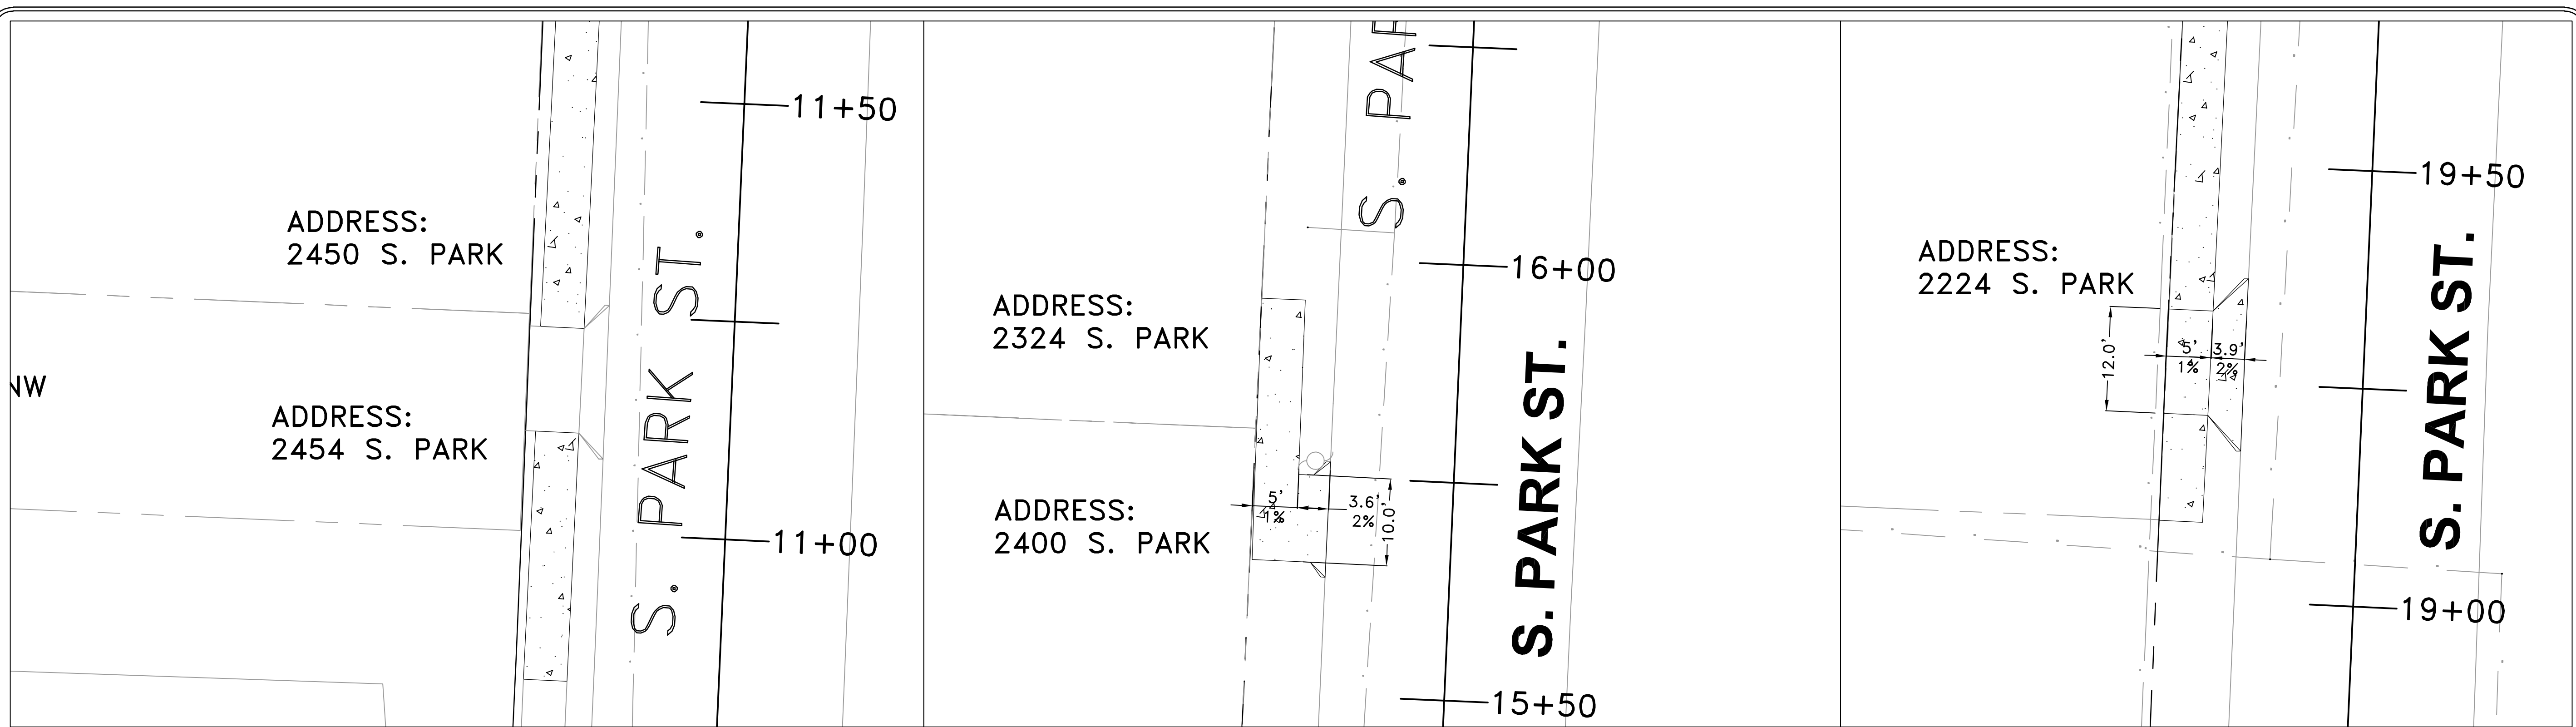 11+50
ADDRESS:
2450 S. PARK
S. PARK ST.
ADDRESS:
2454 S. PARK
11+00
S. PAR
16+00
ADDRESS:
2324 S. PARK
S. PARK ST.
ADDRESS:
2400 S. PARK
5'
1%
3.6'
2%
10.0'
15+50
19+50
ADDRESS:
2224 S. PARK
S. PARK ST.
12.0'
5'
1%
3.9'
2%
19+00